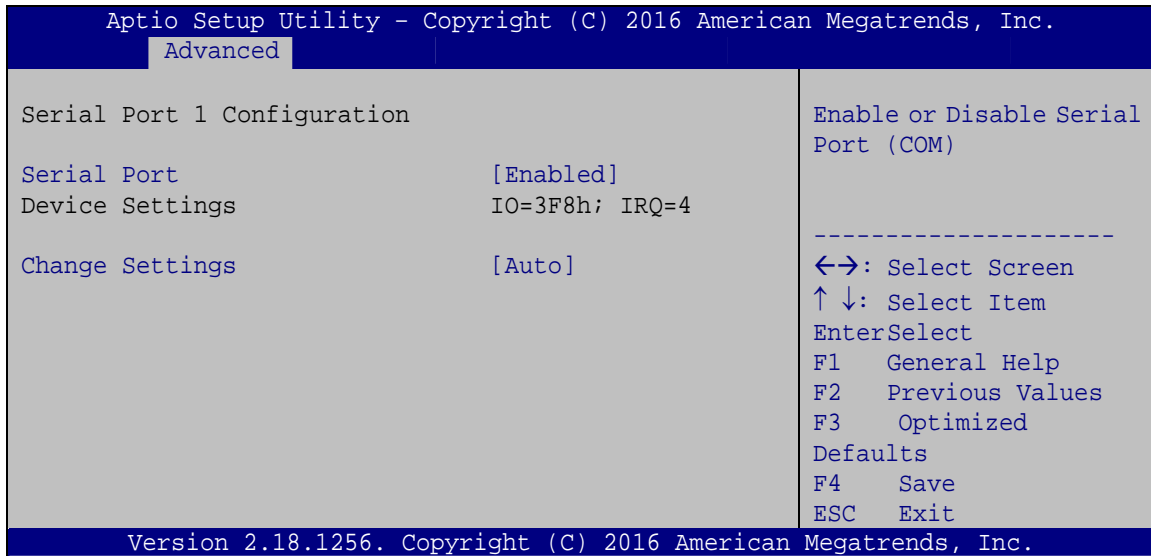 Aptio Setup Utility – Copyright (C) 2016 American Megatrends, Inc.
Advanced
Serial Port 1 Configuration
Serial Port [Enabled]
Device Settings IO=3F8h; IRQ=4
Change Settings [Auto]
Enable or Disable Serial
Port (COM)
---------------------
←→: Select Screen
↑ ↓: Select Item
EnterSelect
F1 General Help
F2 Previous Values
F3 Optimized
Defaults
F4 Save
ESC Exit
Version 2.18.1256. Copyright (C) 2016 American Megatrends, Inc.